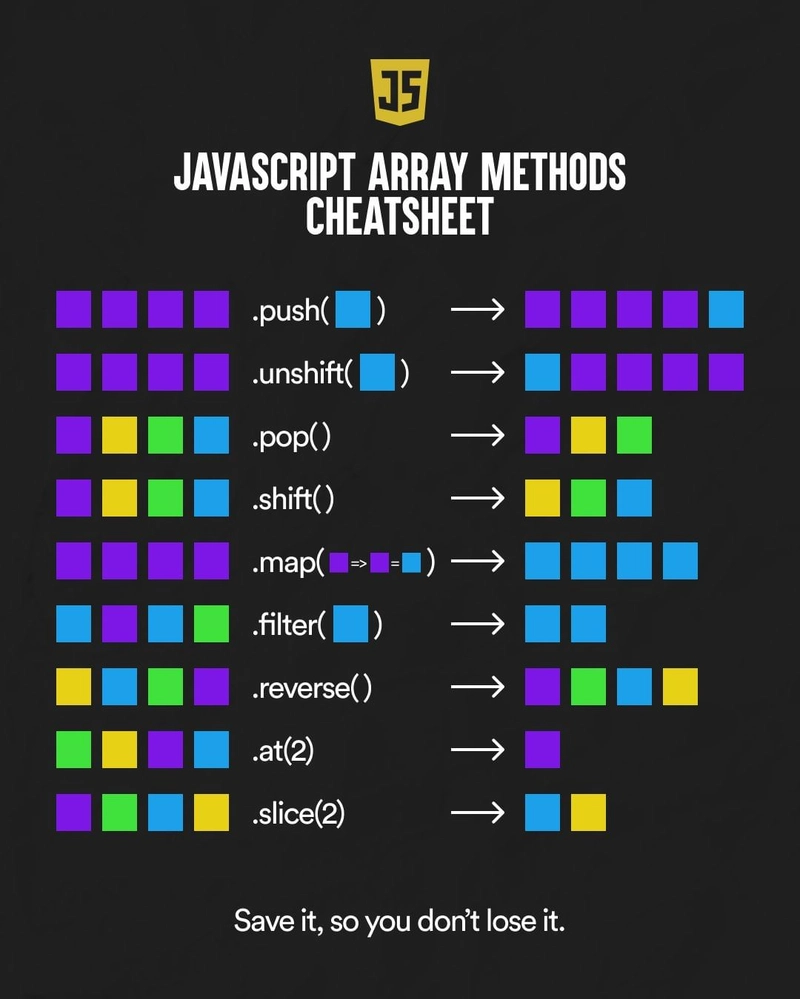 JS
JAVASCRIPT ARRAY METHODS
CHEATSHEET
.push( )
.unshift( )
.pop()
.shift()
.map( => = )
.filter( )
.reverse()
.at(2)
.slice(2)
Save it, so you don’t lose it.